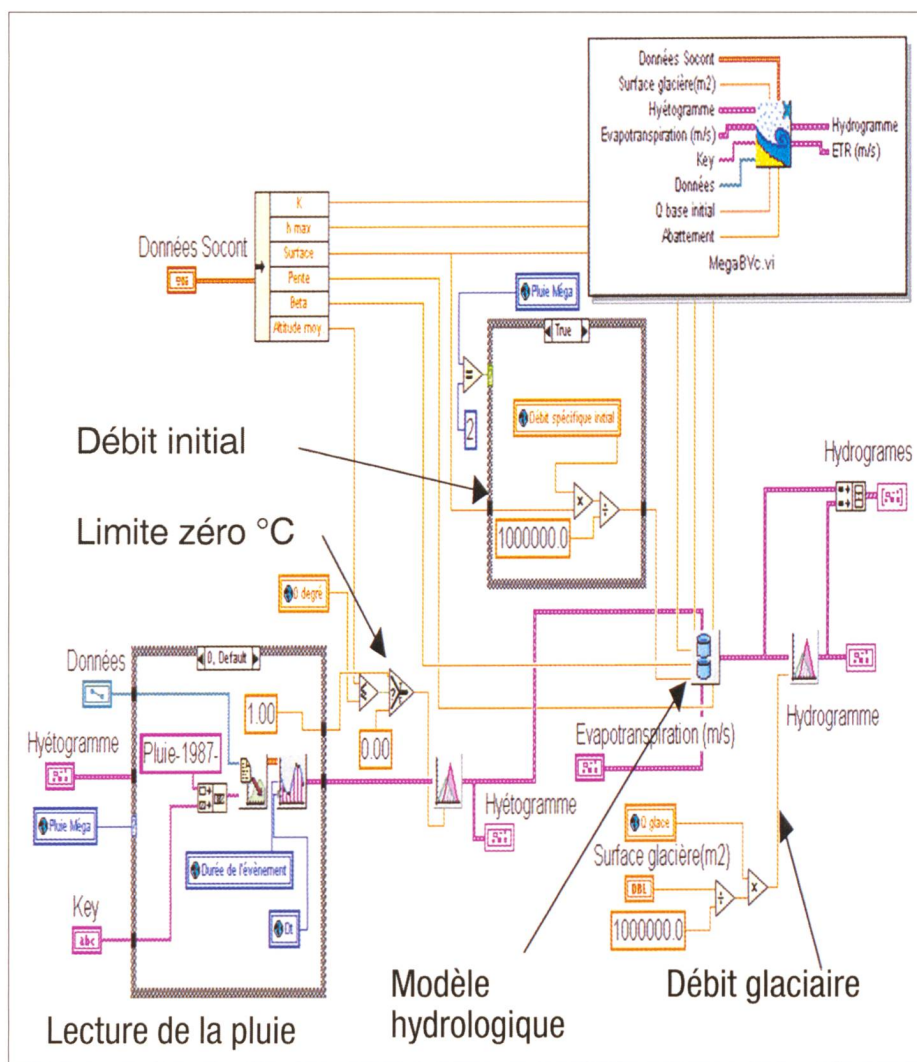 Données Socont
Surface glacière(m2)
Hyétogramme
Evapotranspiration (m/s)
Key
Données
Q base initial
Abattement
Hydrogramme
ETR (m/s)
MegaBVc.vi
Données Socont
K
h max
Surface
Pente
Beta
Altitude moy
Pluie Méga
True
=
2
Débit spécifique initial
x
÷
1000000.0
Débit initial
Limite zéro °C
0 degré
Hydrogrames
Données
0, Default
1.00
0.00
Hyétogramme
Pluie-1987-
Pluie Méga
Durée de l'évènement
Dt
Key
abc
Hyétogramme
Evapotranspiration (m/s)
Hydrogramme
Q glace
Surface glacière(m2)
DBL
÷
x
1000000.0
Lecture de la pluie
Modèle
hydrologique
Débit glaciaire